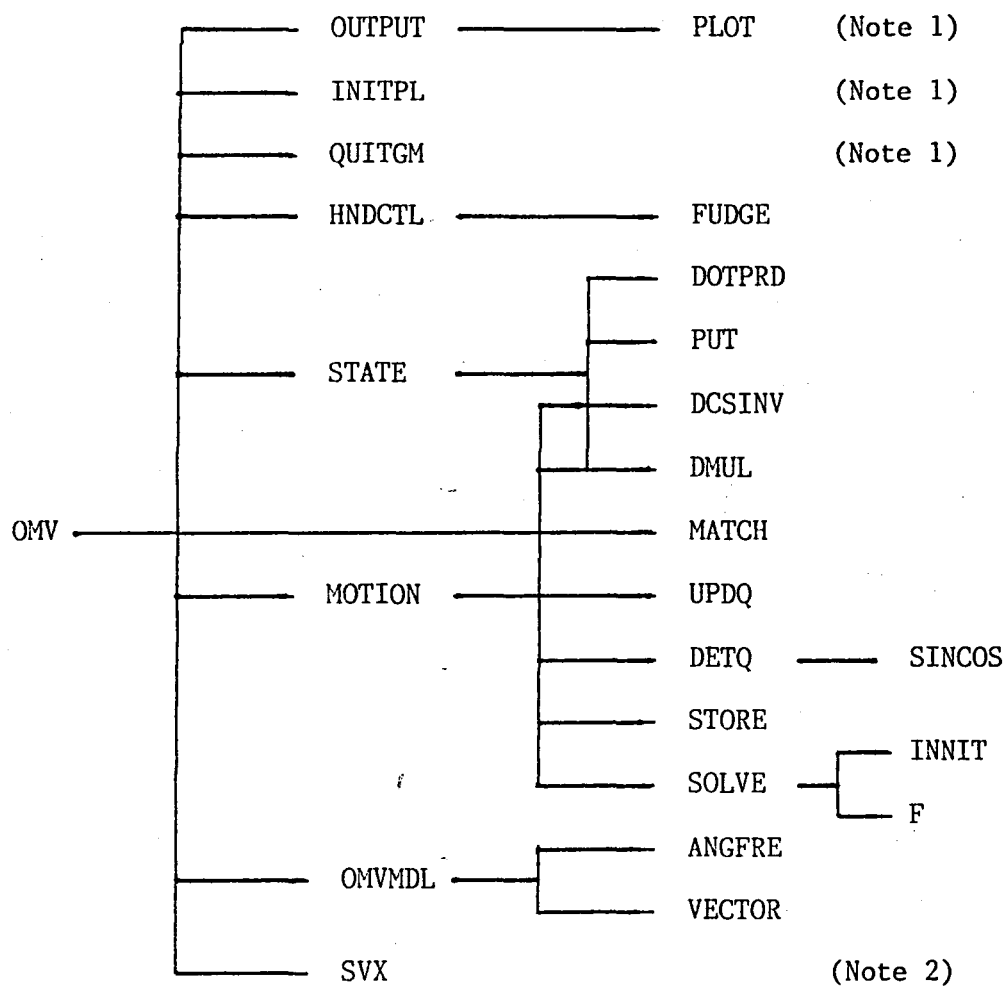 OUTPUT PLOT (Note 1)
INITPL (Note 1)
QUITGM (Note 1)
HNDCTL FUDGE
DOTPRD
PUT
STATE
DCSINV
DMUL
OMV MATCH
MOTION UPDQ
DETQ SINCOS
STORE
INNIT
SOLVE
F
ANGFRE
OMVMDL
VECTOR
SVX (Note 2)